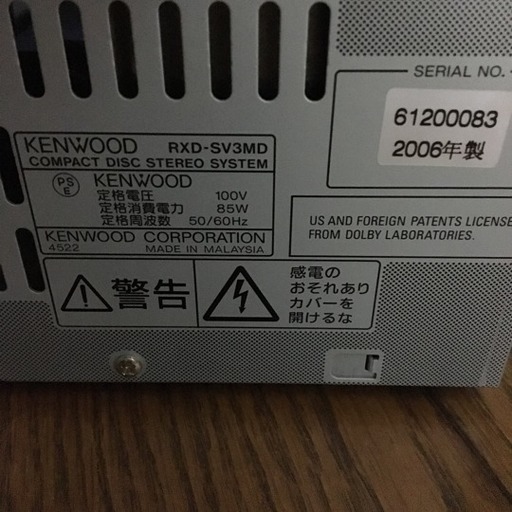 SERIAL NO.
61200083
2006年製
KENWOOD RXD-SV3MD
COMPACT DISC STEREO SYSTEM
PS E
KENWOOD
定格電圧 100V
定格消費電力 85W
定格周波数 50/60Hz
KENWOOD CORPORATION
4522 MADE IN MALAYSIA
US AND FOREIGN PATENTS LICENSE
FROM DOLBY LABORATORIES.
警告
感電の
おそれあり
カバーを
開けるな